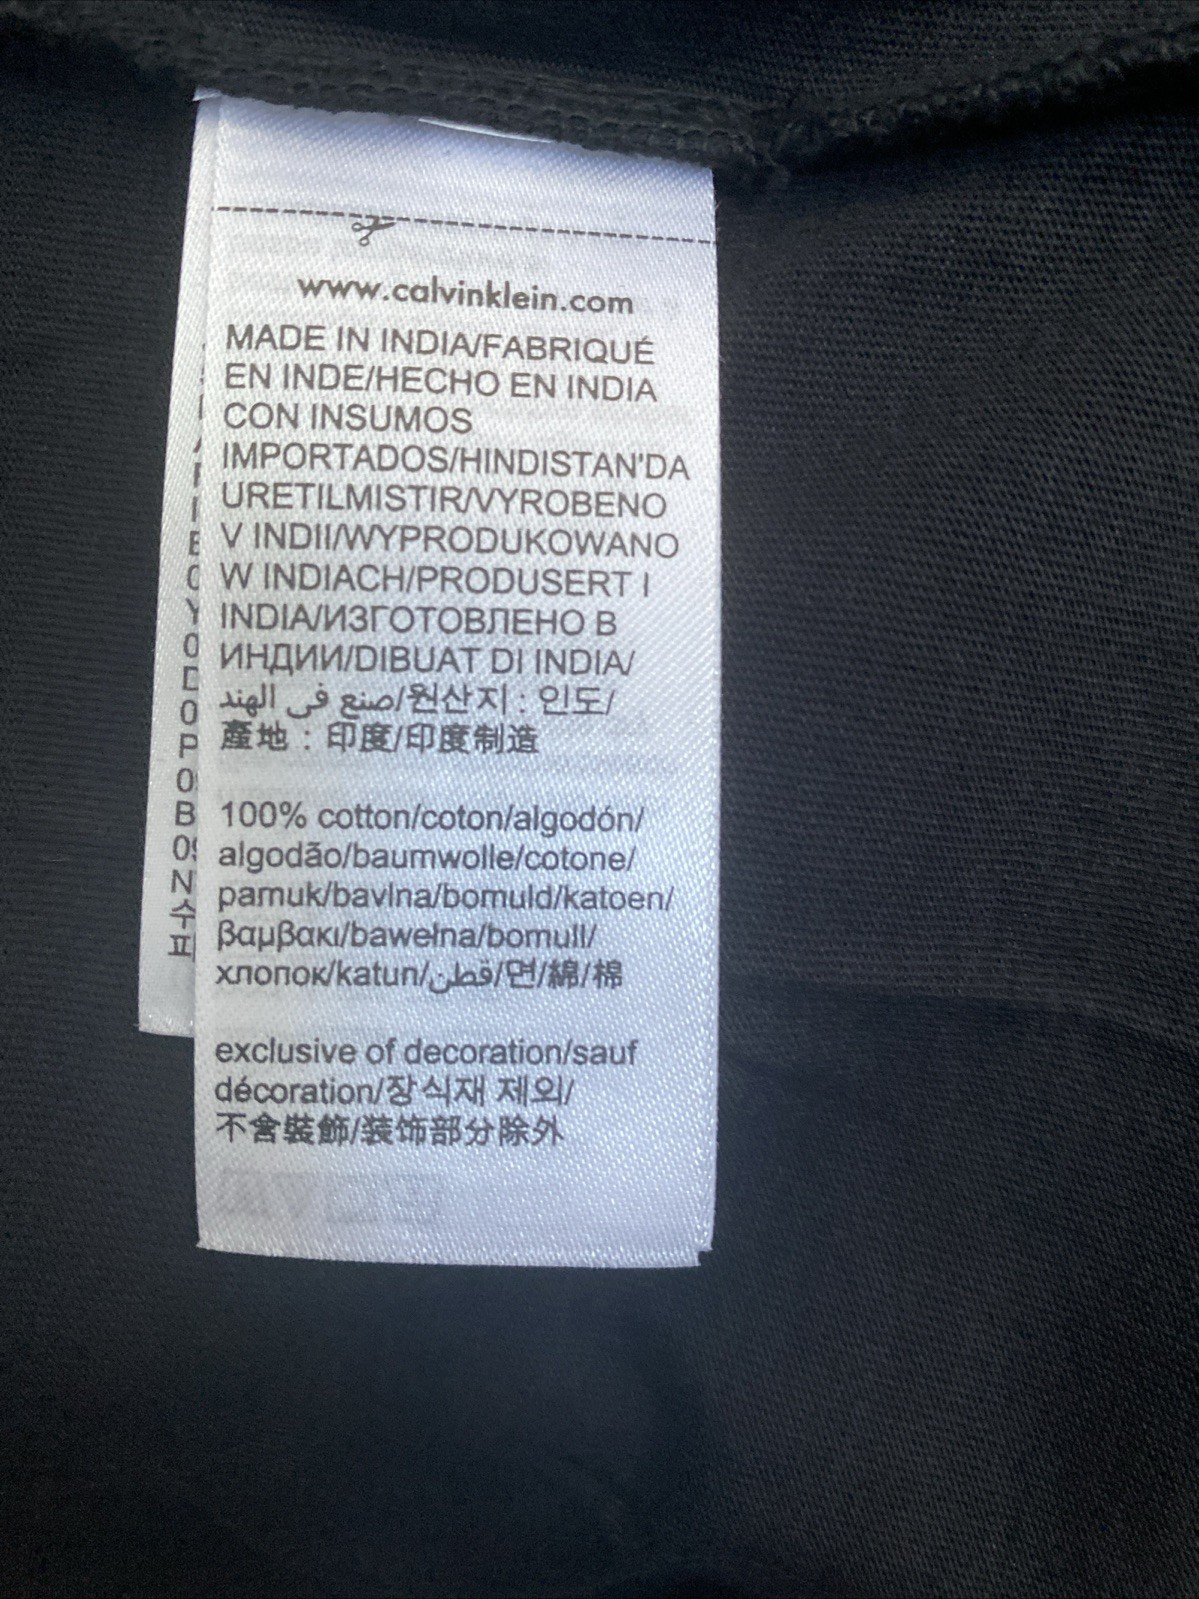 www.calvinklein.com
MADE IN INDIA/FABRIQUÉ
EN INDE/HECHO EN INDIA
CON INSUMOS
IMPORTADOS/HINDISTAN'DA
URETILMISTIR/VYROBENO
V INDII/WYPRODUKOWANO
W INDIACH/PRODUSERT I
INDIA/ИЗГОТОВЛЕНО В
ИНДИИ/DIBUAT DI INDIA/
صنع في الهند/원산지 : 인도/
產地 : 印度/印度制造
100% cotton/coton/algodón/
algodão/baumwolle/cotone/
pamuk/bavlna/bomuld/katoen/
βαμβακι/bawełna/bomull/
хлопок/katun/قطن/면/綿/棉
exclusive of decoration/sauf
décoration/장식재 제외/
不含裝飾/装饰部分除外